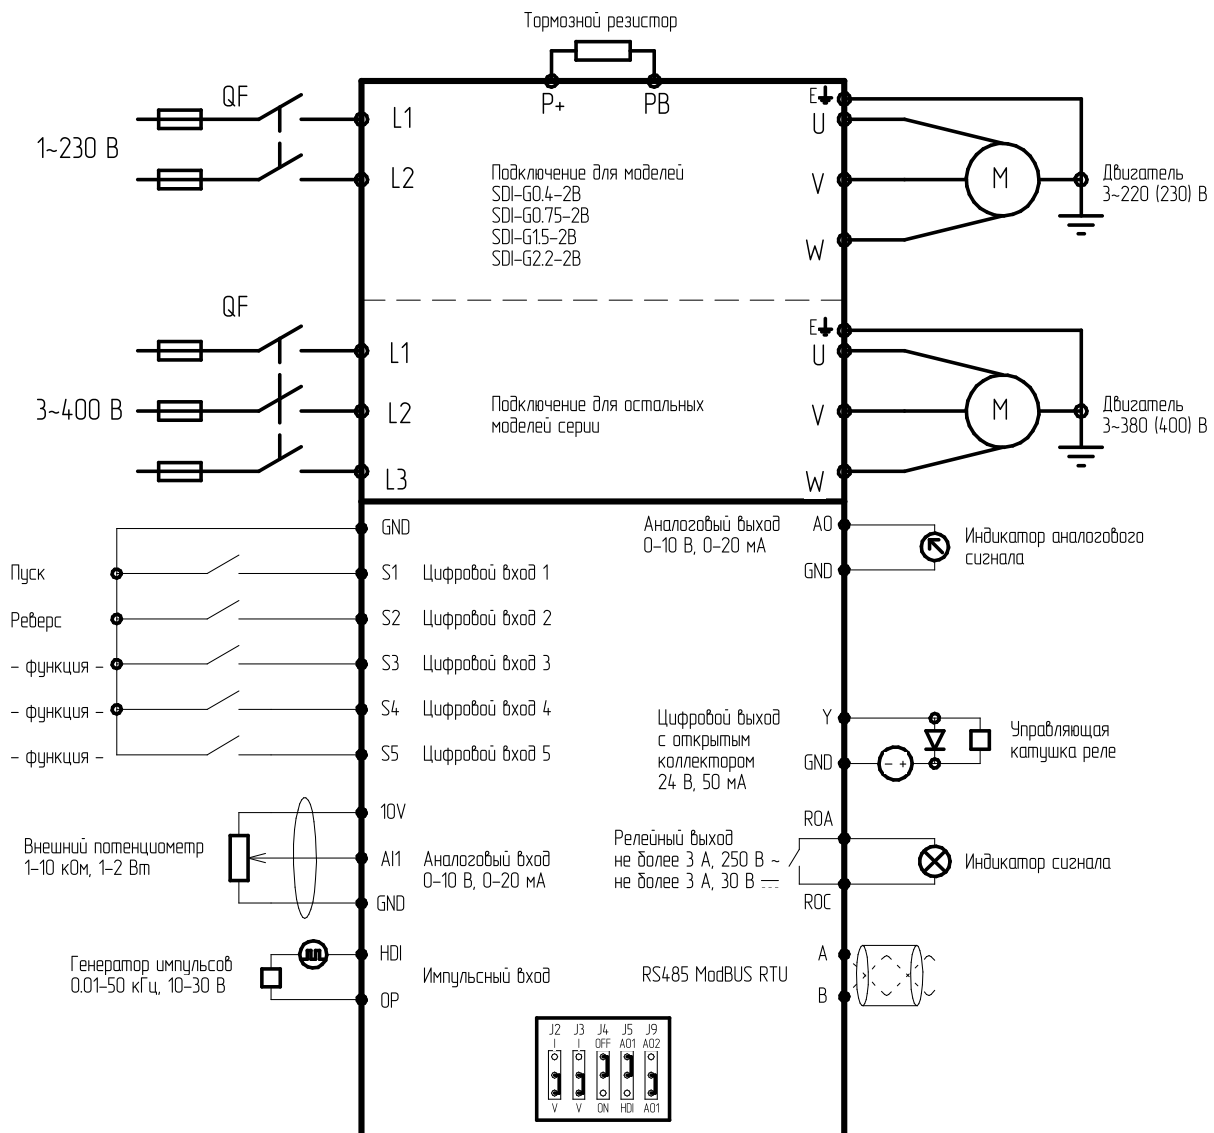 Тормозной резистор
P+
PB
QF
1~230 В
L1
L2
Подключение для моделей
SDI-G0.4-2B
SDI-G0.75-2B
SDI-G1.5-2B
SDI-G2.2-2B
E
U
V
W
M
Двигатель
3~220 (230) В
QF
3~400 В
L1
L2
L3
Подключение для остальных
моделей серии
E
U
V
W
M
Двигатель
3~380 (400) В
GND
Пуск
S1 Цифровой вход 1
Реверс
S2 Цифровой вход 2
- функция -
S3 Цифровой вход 3
- функция -
S4 Цифровой вход 4
- функция -
S5 Цифровой вход 5
Аналоговый выход
0-10 В, 0-20 мА
AO
GND
Индикатор аналогового
сигнала
Цифровой выход
с открытым
коллектором
24 В, 50 мА
Y
GND
- +
Управляющая
катушка реле
Внешний потенциометр
1-10 кОм, 1-2 Вт
10V
AI1
GND
Аналоговый вход
0-10 В, 0-20 мА
Релейный выход
не более 3 А, 250 В ~
не более 3 А, 30 В
ROA
ROC
Индикатор сигнала
Генератор импульсов
0.01-50 кГц, 10-30 В
HDI
OP
Импульсный вход
RS485 ModBUS RTU
A
B
J2 J3 J4 J5 J9
I I OFF AO1 AO2
V V ON HDI AO1